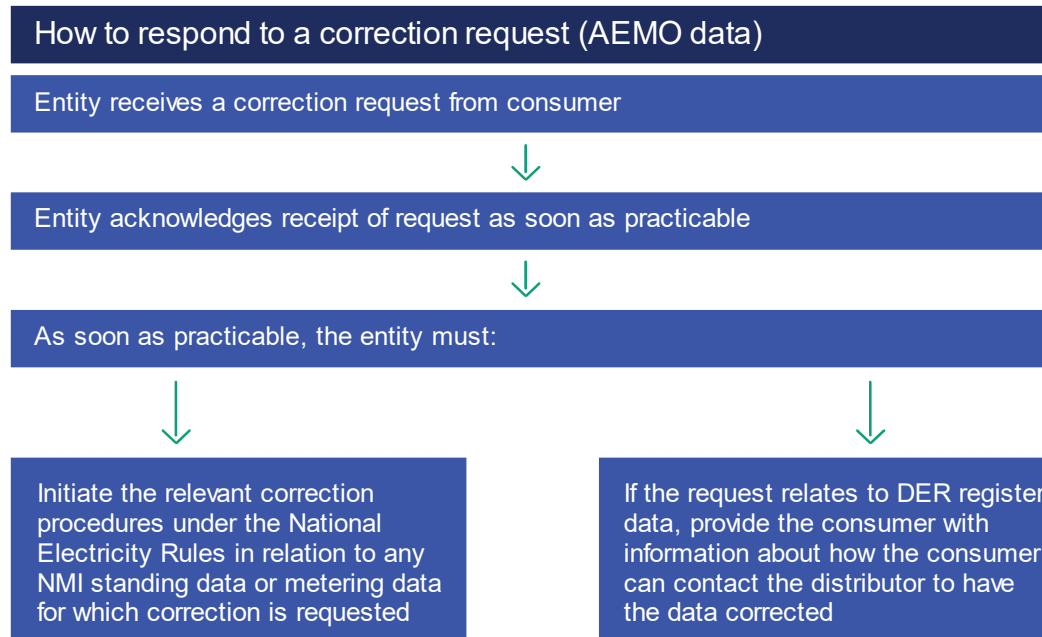 How to respond to a correction request (AEMO data)
Entity receives a correction request from consumer
Entity acknowledges receipt of request as soon as practicable
As soon as practicable, the entity must:
Initiate the relevant correction
procedures under the National
Electricity Rules in relation to any
NMI standing data or metering data
for which correction is requested
If the request relates to DER register
data, provide the consumer with
information about how the consumer
can contact the distributor to have
the data corrected